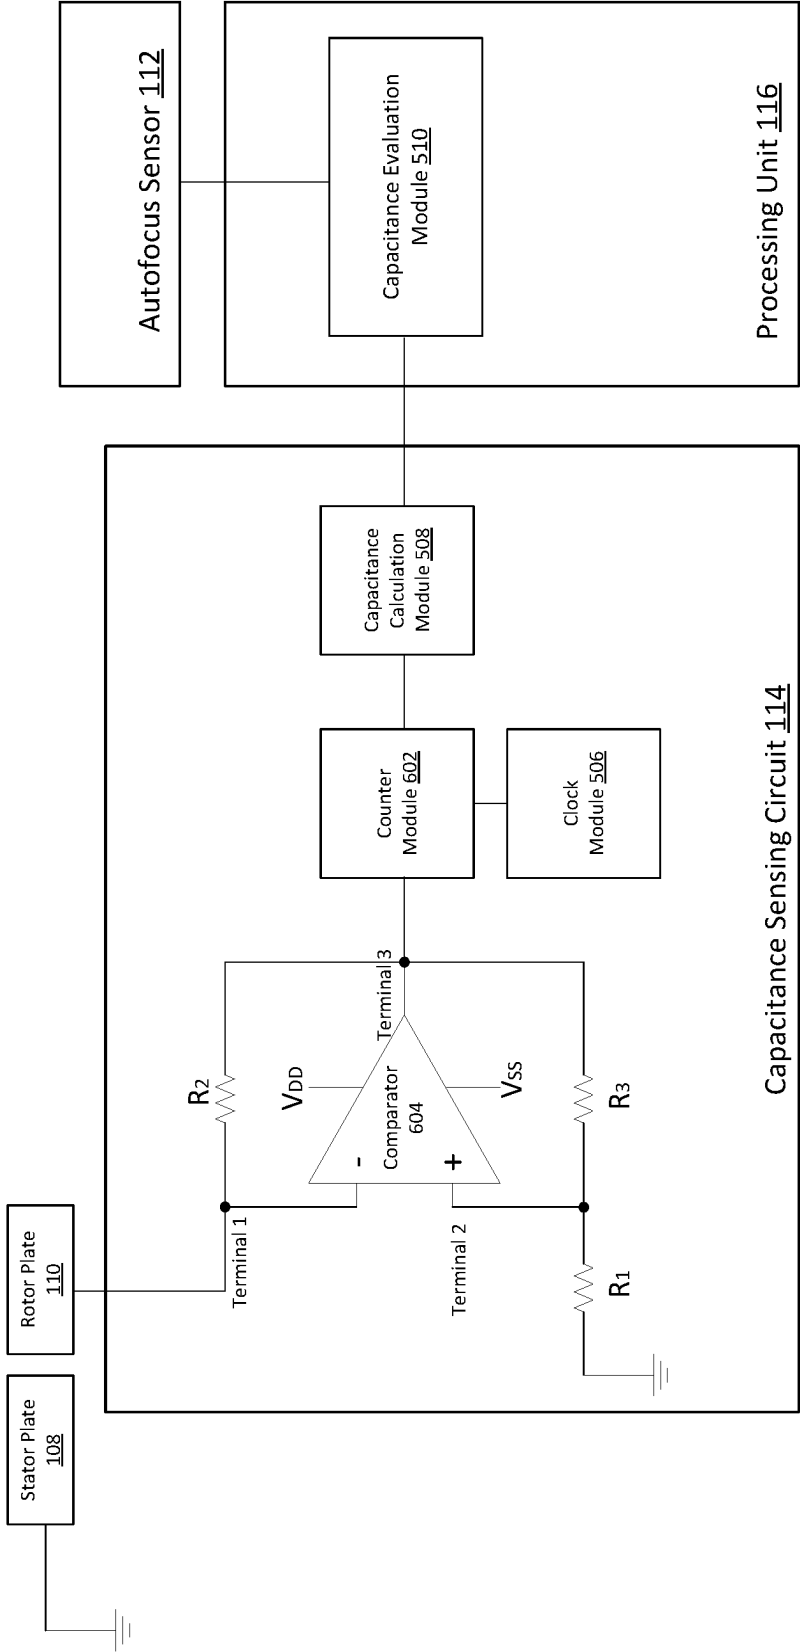 Stator Plate
108
Rotor Plate
110
Autofocus Sensor 112
R2
Terminal 1
VDD
-
Comparator
604
+
Terminal 2
Terminal 3
VSS
R1
R3
Counter
Module 602
Clock
Module 506
Capacitance
Calculation
Module 508
Capacitance Evaluation
Module 510
Capacitance Sensing Circuit 114
Processing Unit 116